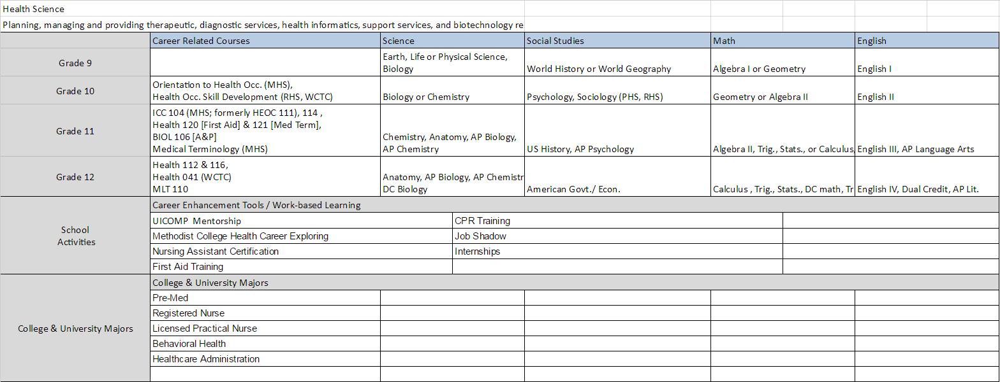 Health Science
Planning, managing and providing therapeutic, diagnostic services, health informatics, support services, and biotechnology re
Career Related Courses Science Social Studies Math English
Grade 9
Earth, Life or Physical Science,
Biology
World History or World Geography
Algebra I or Geometry
English I
Grade 10
Orientation to Health Occ. (MHS),
Health Occ. Skill Development (RHS, WCTC)
Biology or Chemistry
Psychology, Sociology (PHS, RHS)
Geometry or Algebra II
English II
Grade 11
ICC 104 (MHS; formerly HEOC 111), 114 ,
Health 120 [First Aid] & 121 [Med Term],
BIOL 106 [A&P]
Medical Terminology (MHS)
Chemistry, Anatomy, AP Biology,
AP Chemistry
US History, AP Psychology
Algebra II, Trig., Stats., or Calculus,
English III, AP Language Arts
Grade 12
Health 112 & 116,
Health 041 (WCTC)
MLT 110
Anatomy, AP Biology, AP Chemistr
DC Biology
American Govt./ Econ.
Calculus , Trig., Stats., DC math, Tr
English IV, Dual Credit, AP Lit.
School
Activities
Career Enhancement Tools / Work-based Learning
UICOMP Mentorship CPR Training
Methodist College Health Career Exploring Job Shadow
Nursing Assistant Certification Internships
First Aid Training
College & University Majors
College & University Majors
Pre-Med
Registered Nurse
Licensed Practical Nurse
Behavioral Health
Healthcare Administration